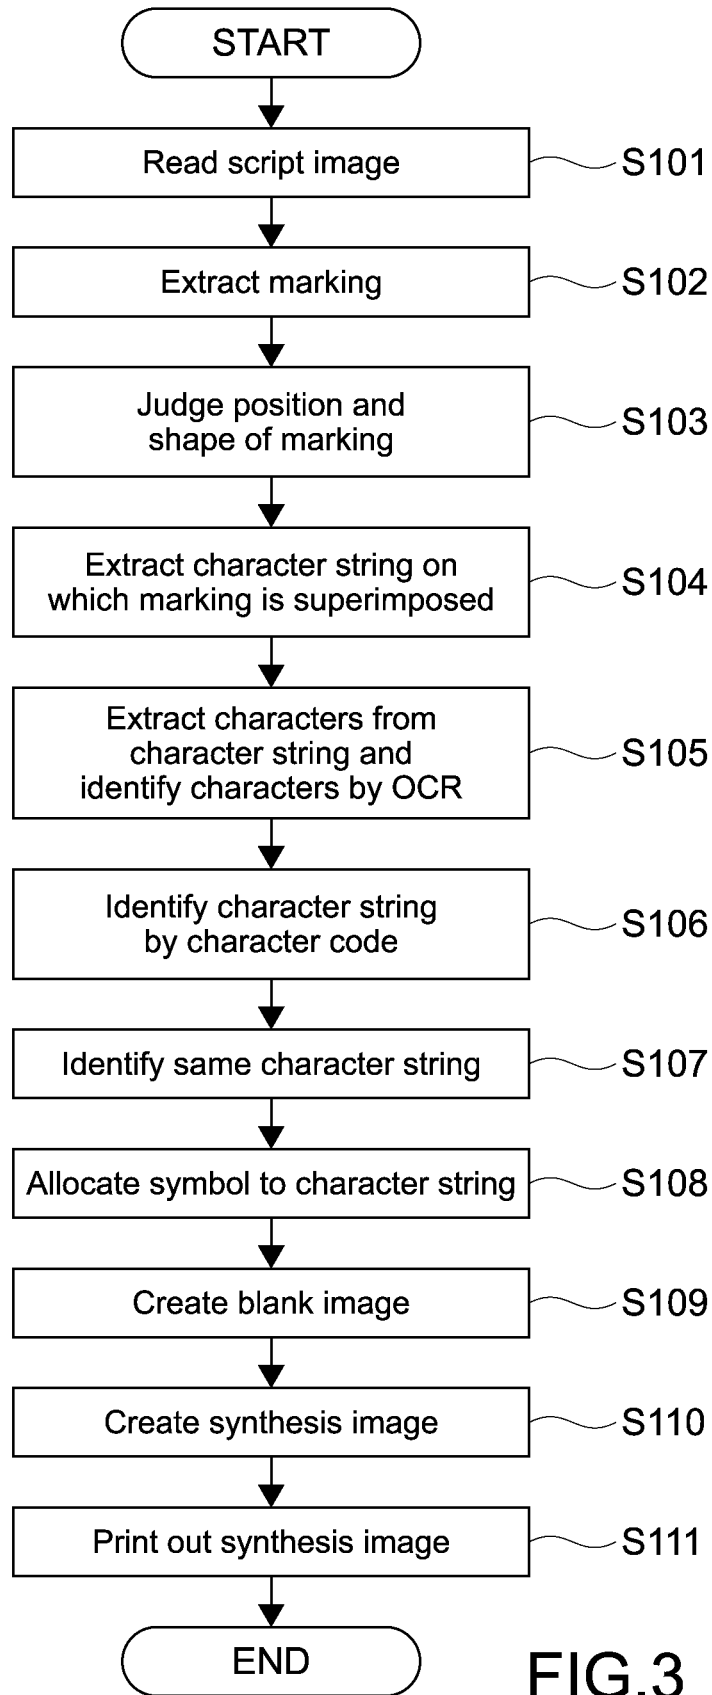 START
Read script image
S101
Extract marking
S102
Judge position and
shape of marking
S103
Extract character string on
which marking is superimposed
S104
Extract characters from
character string and
identify characters by OCR
S105
Identify character string
by character code
S106
Identify same character string
S107
Allocate symbol to character string
S108
Create blank image
S109
Create synthesis image
S110
Print out synthesis image
S111
END
FIG.3